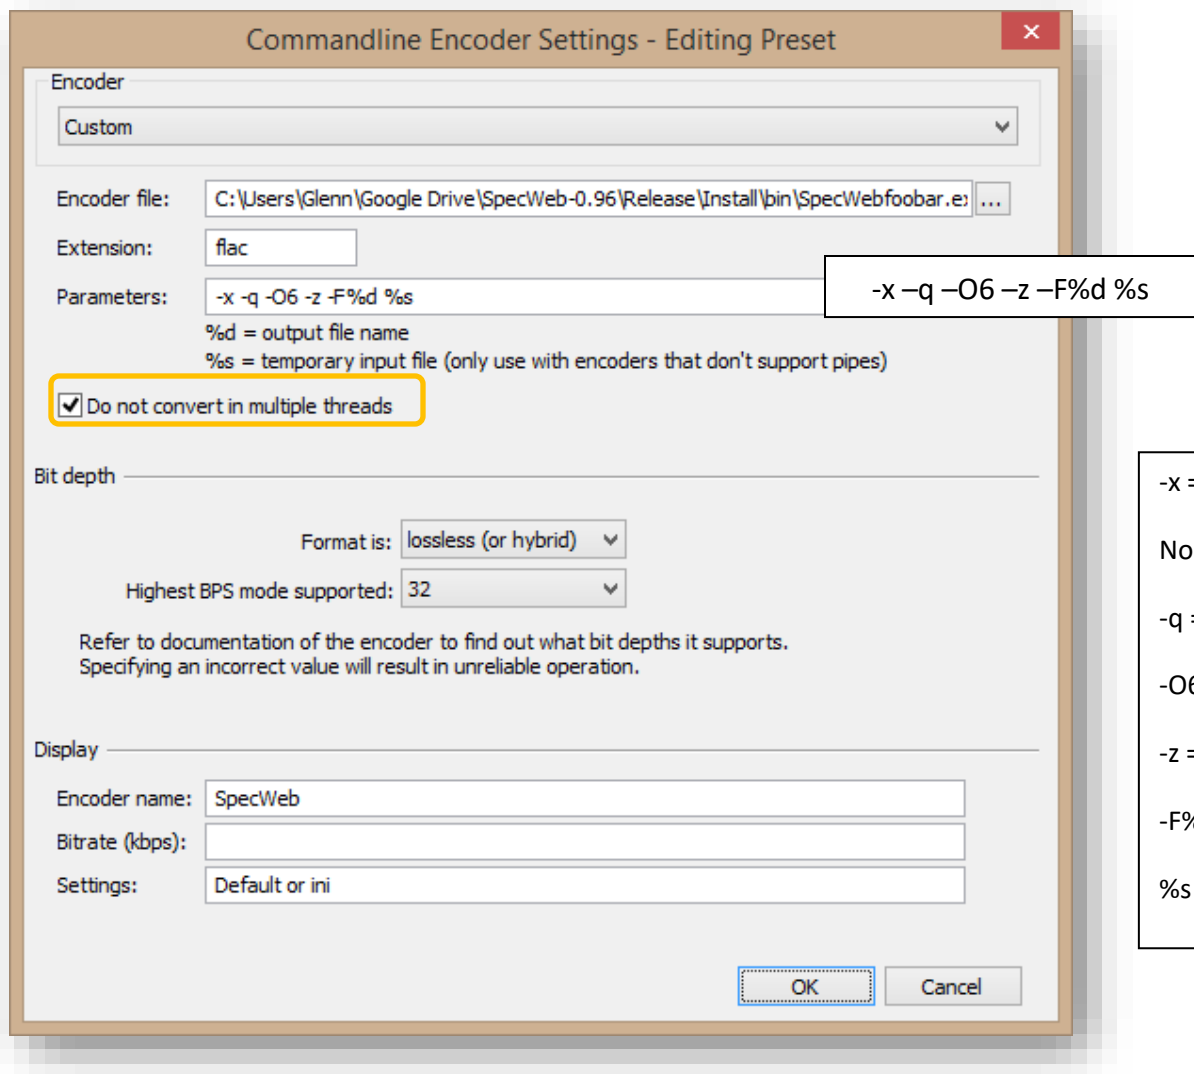 Commandline Encoder Settings - Editing Preset
Encoder
Custom
Encoder file: C:\Users\Glenn\Google Drive\SpecWeb-0.96\Release\Install\bin\SpecWebfoobar.ex ...
Extension: flac
Parameters: -x -q -O6 -z -F%d %s
-x –q –O6 –z –F%d %s
%d = output file name
%s = temporary input file (only use with encoders that don't support pipes)
Do not convert in multiple threads
Bit depth
Format is: lossless (or hybrid)
Highest BPS mode supported: 32
Refer to documentation of the encoder to find out what bit depths it supports.
Specifying an incorrect value will result in unreliable operation.
Display
Encoder name: SpecWeb
Bitrate (kbps):
Settings: Default or ini
OK Cancel
-x =
No
-q =
-O6
-z =
-F%
%s